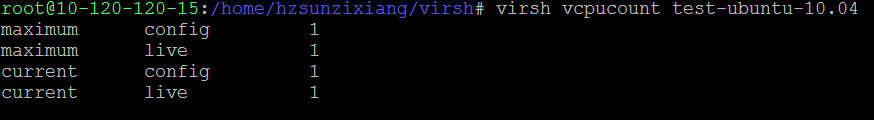 root@10-120-120-15:/home/hzsunzixiang/virsh# virsh vcpucount test-ubuntu-10.04
maximum      config         1
maximum      live           1
current      config         1
current      live           1